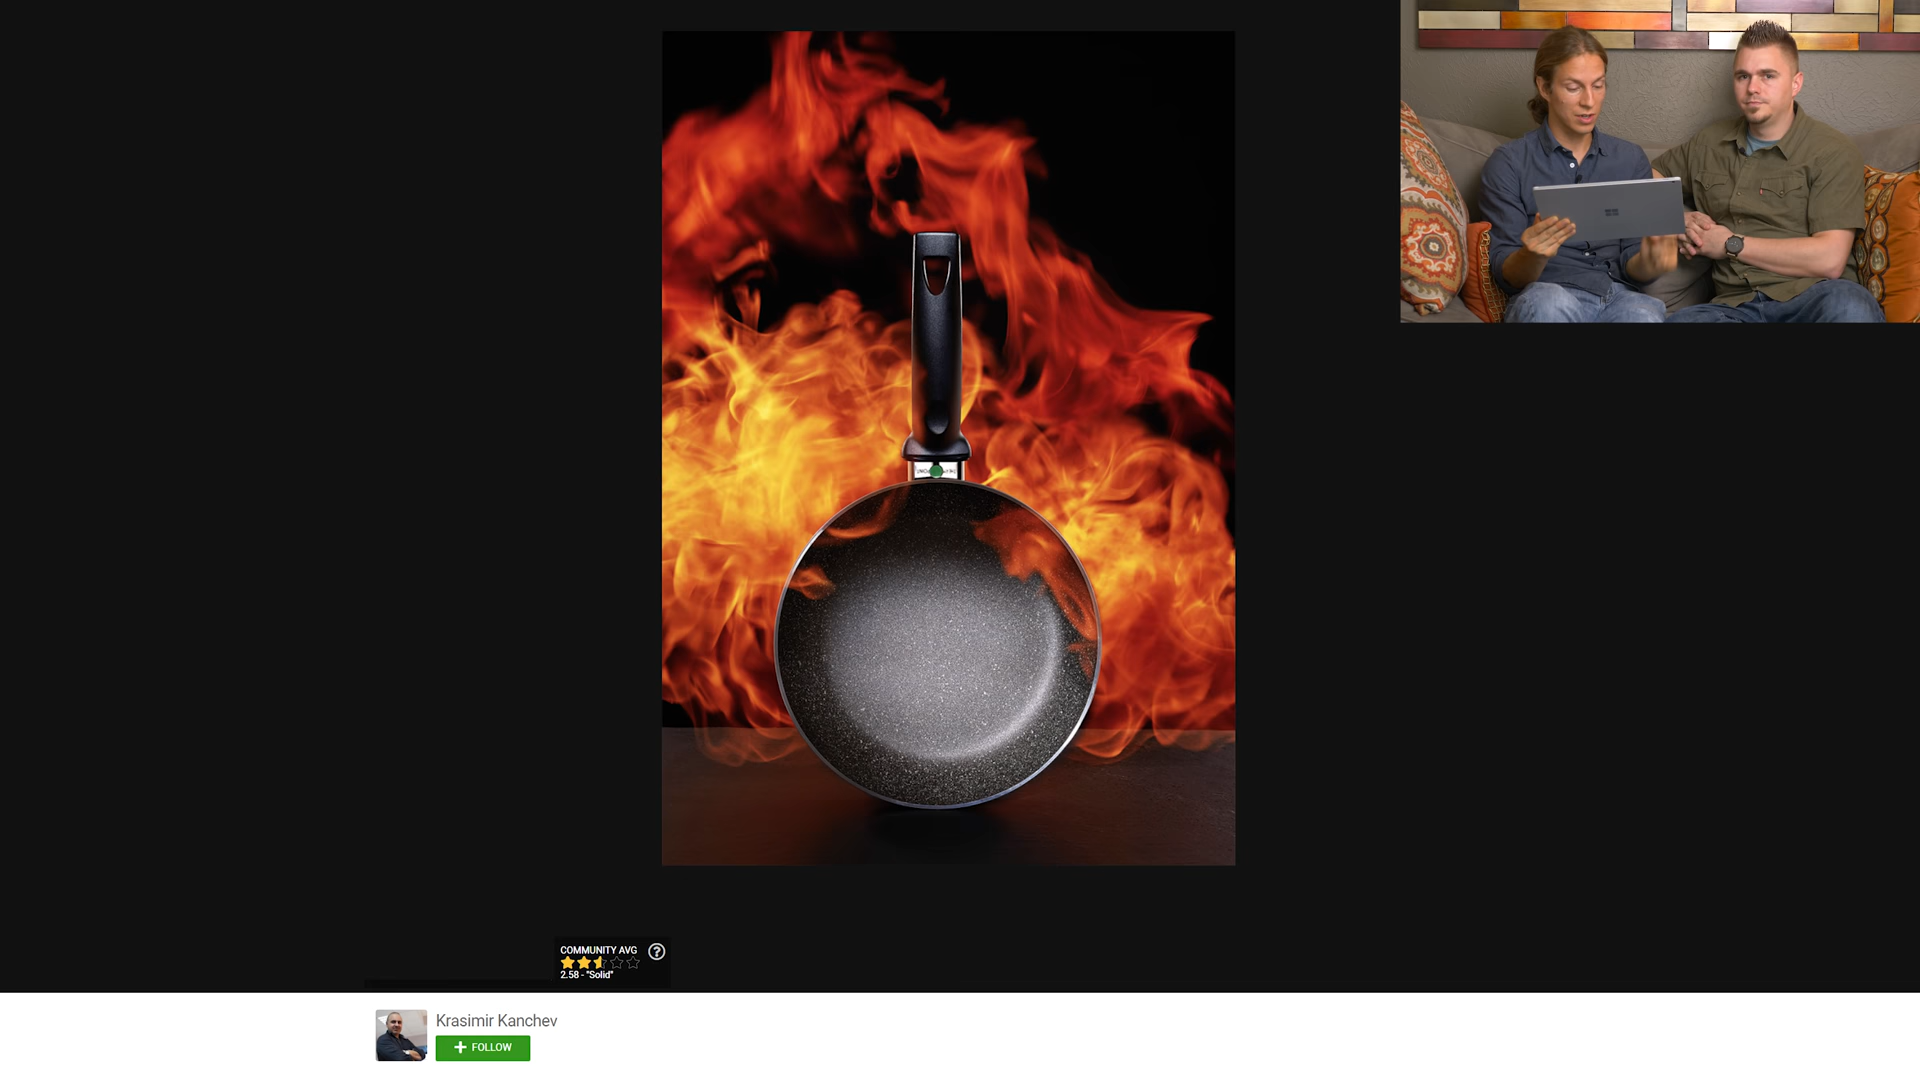 COMMUNITY AVG
2.58 - "Solid"
Krasimir Kanchev
FOLLOW